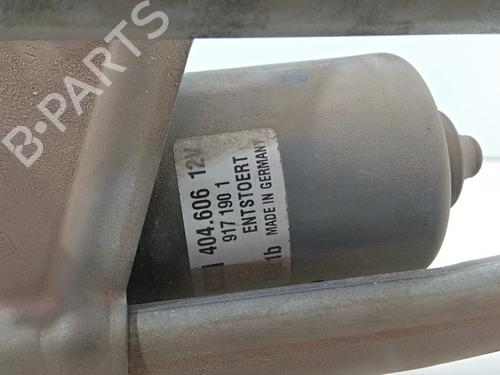 B-PARTS
404.606 12V
917 190 1
ENTSTOERT
1b MADE IN GERMANY